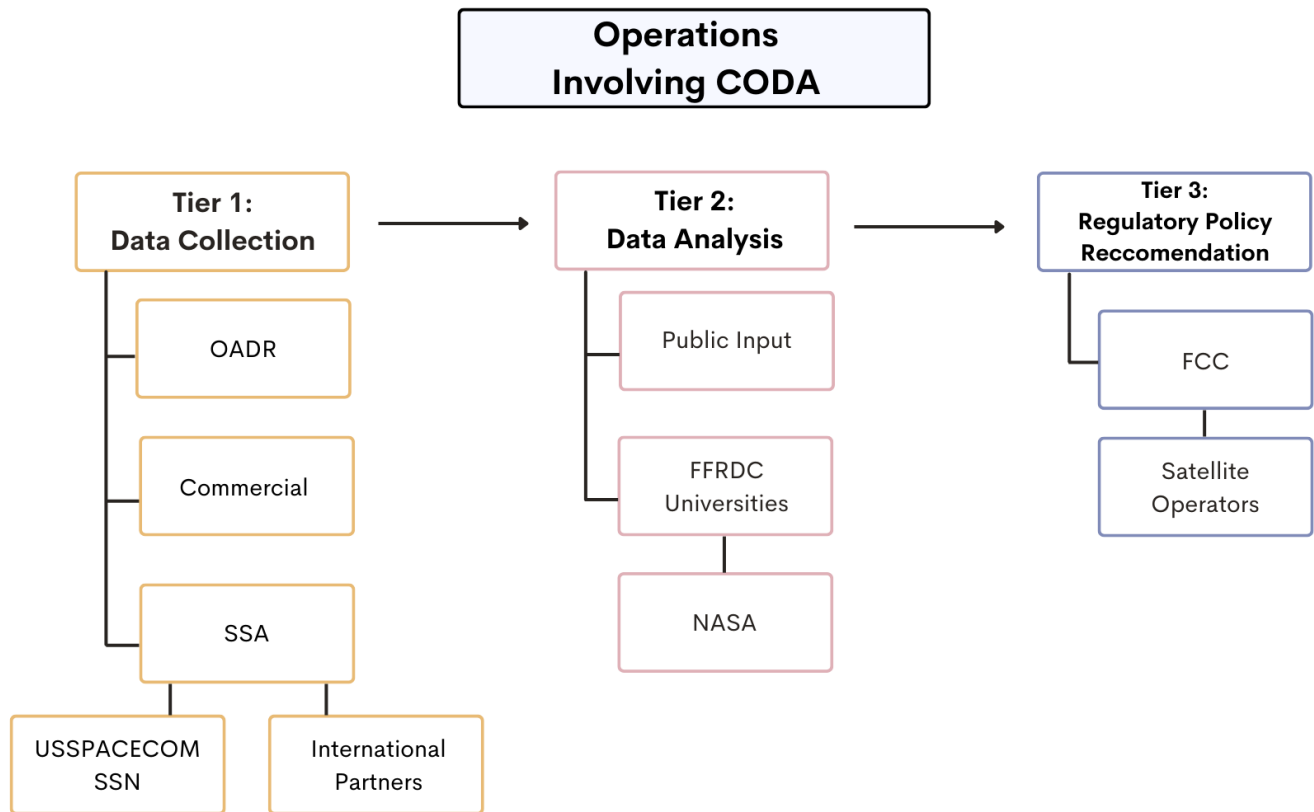 Operations
Involving CODA
Tier 1:
Data Collection
OADR
Commercial
SSA
USSPACECOM
SSN
International
Partners
Tier 2:
Data Analysis
Public Input
FFRDC
Universities
NASA
Tier 3:
Regulatory Policy
Reccomendation
FCC
Satellite
Operators